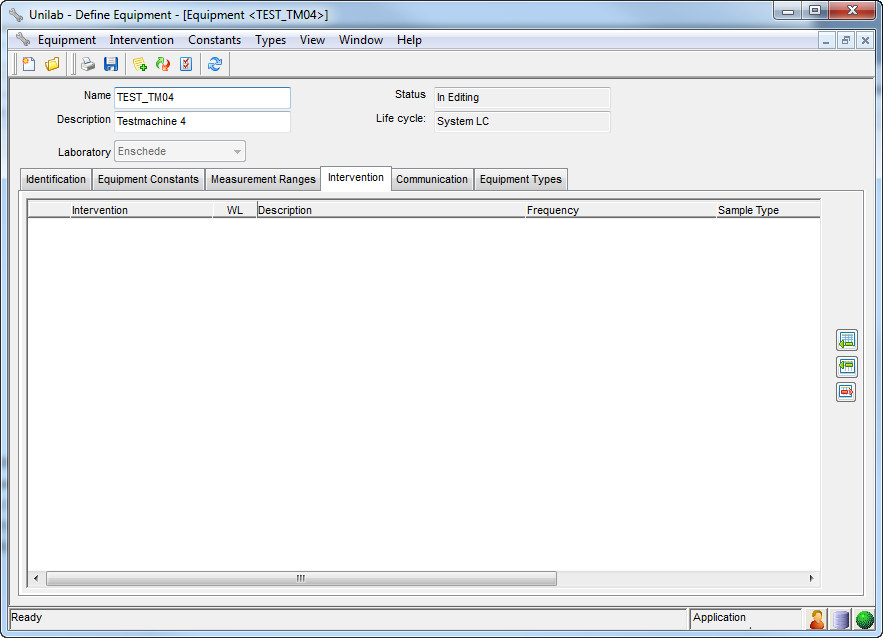 Unilab - Define Equipment - [Equipment <TEST_TM04>]
Equipment Intervention Constants Types View Window Help
Name TEST_TM04 Status In Editing
Description Testmachine 4 Life cycle: System LC
Laboratory Enschede
Identification Equipment Constants Measurement Ranges Intervention Communication Equipment Types
Intervention WL Description Frequency Sample Type
Ready Application